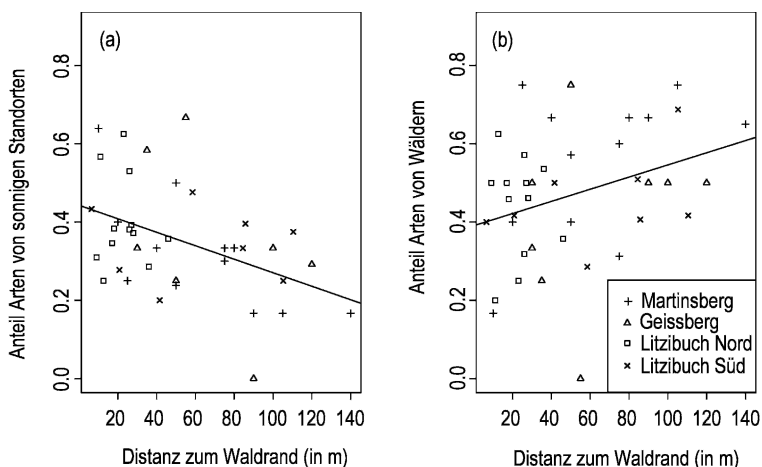 (a)
Anteil Arten von sonnigen Standorten
0.8
0.6
0.4
0.2
0.0
20 40 60 80 100 120 140
Distanz zum Waldrand (in m)
(b)
Anteil Arten von Wäldern
0.8
0.6
0.4
0.2
0.0
Martinsberg
Geissberg
Litzibuch Nord
Litzibuch Süd
20 40 60 80 100 120 140
Distanz zum Waldrand (in m)